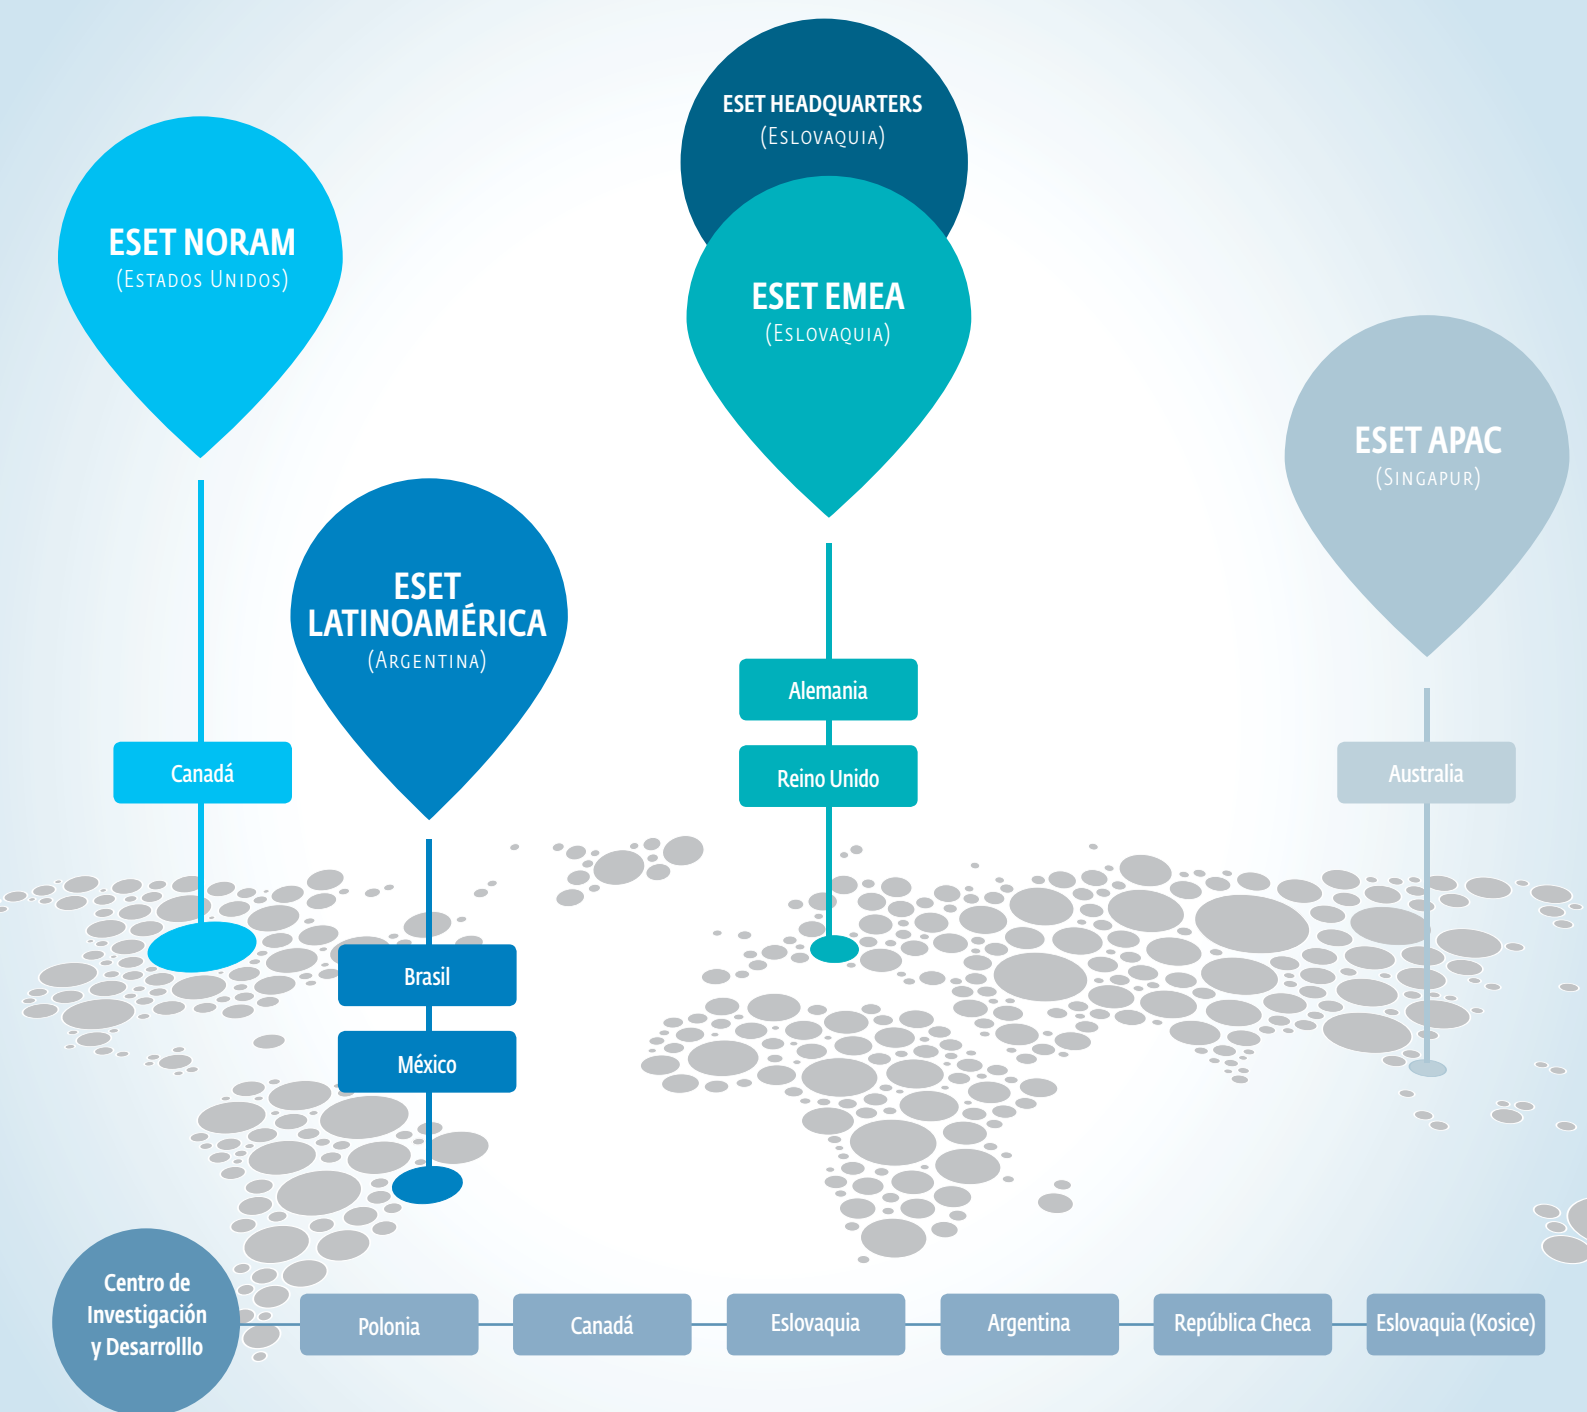 ESET HEADQUARTERS
(ESLOVAQUIA)
ESET NORAM
(ESTADOS UNIDOS)
ESET EMEA
(ESLOVAQUIA)
ESET APAC
(SINGAPUR)
ESET
LATINOAMÉRICA
(ARGENTINA)
Alemania
Reino Unido
Canadá
Australia
Brasil
México
Centro de
Investigación
y Desarrolllo
Polonia
Canadá
Eslovaquia
Argentina
República Checa
Eslovaquia (Kosice)